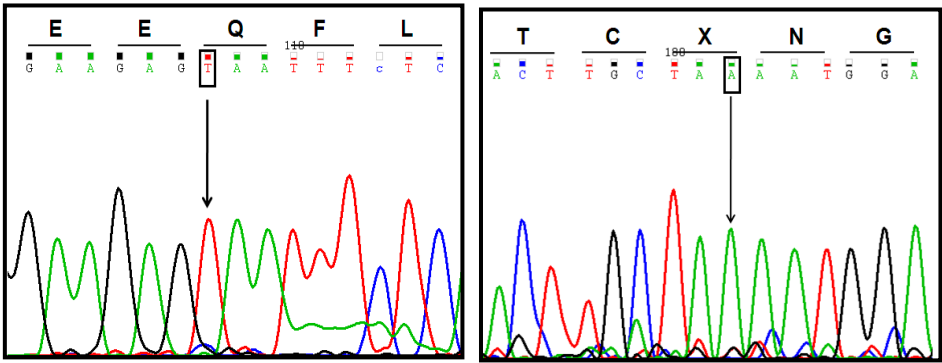 E E Q F L
110
G A A G A G T A A T T T c T C
T C X N G
180
A C T T G C T A A A A T G G A